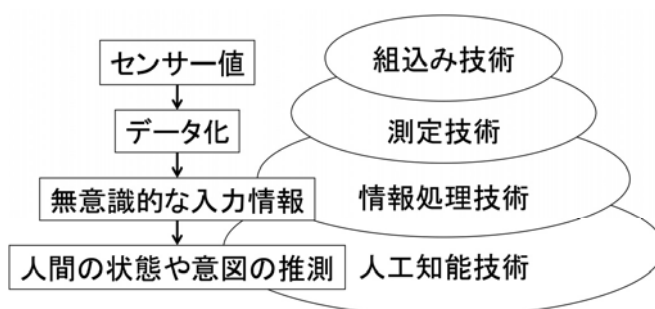 センサー値
組込み技術
データ化
測定技術
無意識的な入力情報
情報処理技術
人間の状態や意図の推測
人工知能技術